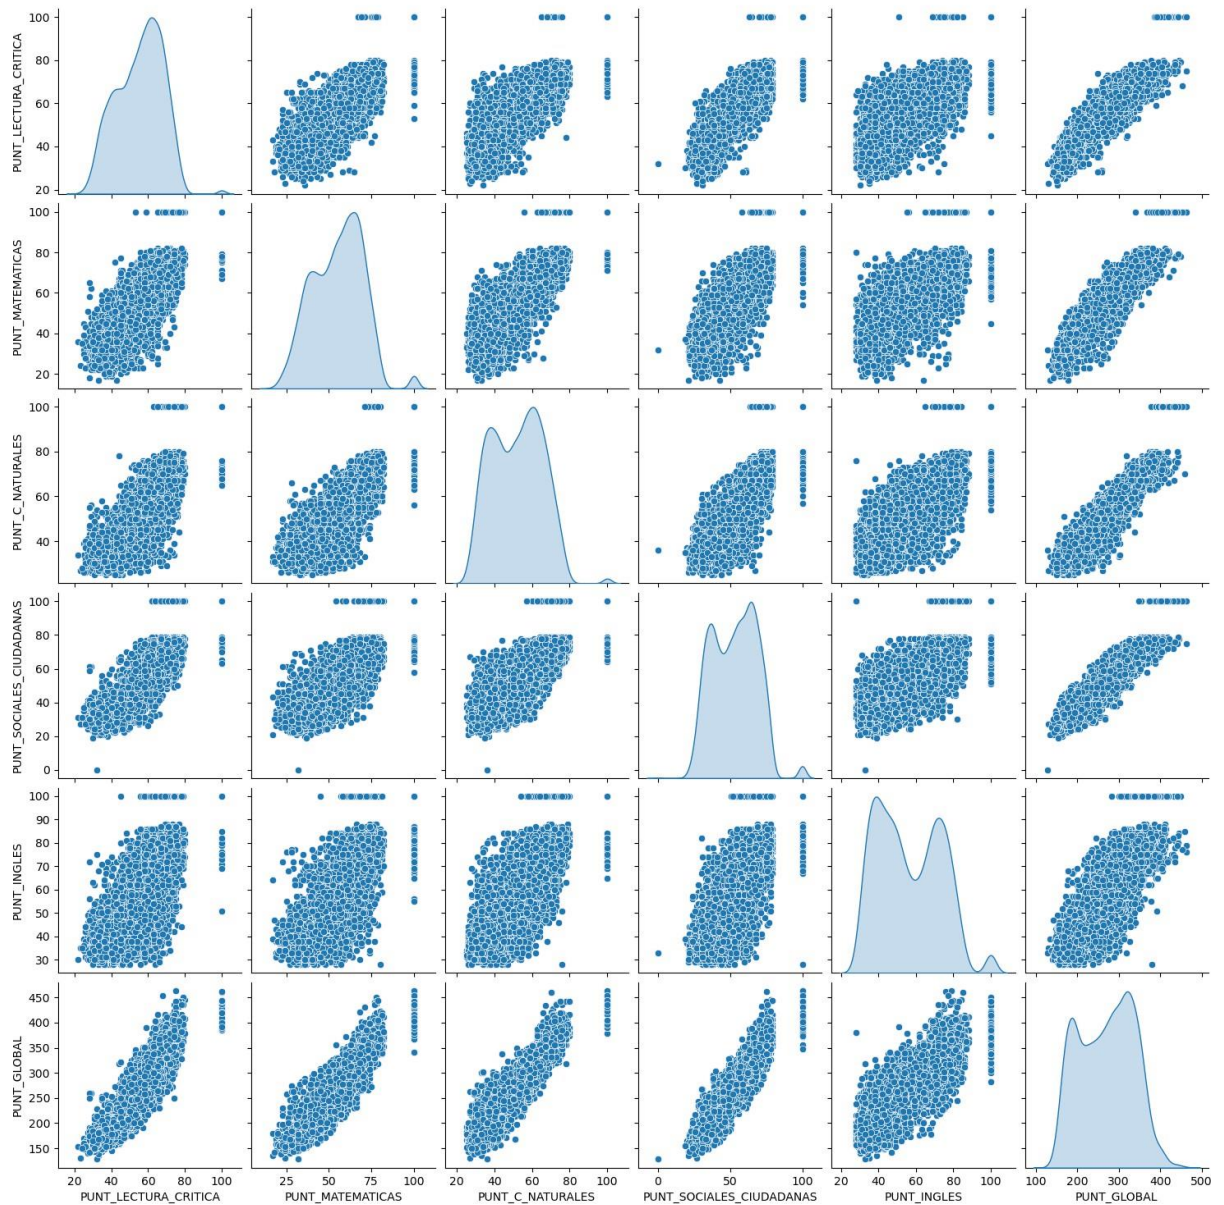 PUNT_LECTURA_CRITICA
100
80
60
40
20
PUNT_MATEMATICAS
100
80
60
40
20
PUNT_C_NATURALES
100
80
60
40
PUNT_SOCIALES_CIUDADANAS
100
80
60
40
20
0
PUNT_INGLES
100
90
80
70
60
50
40
30
PUNT_GLOBAL
450
400
350
300
250
200
150
20 40 60 80 100
25 50 75 100
20 40 60 80 100
0 50 100
20 40 60 80 100
100 200 300 400 500
PUNT_LECTURA_CRITICA
PUNT_MATEMATICAS
PUNT_C_NATURALES
PUNT_SOCIALES_CIUDADANAS
PUNT_INGLES
PUNT_GLOBAL